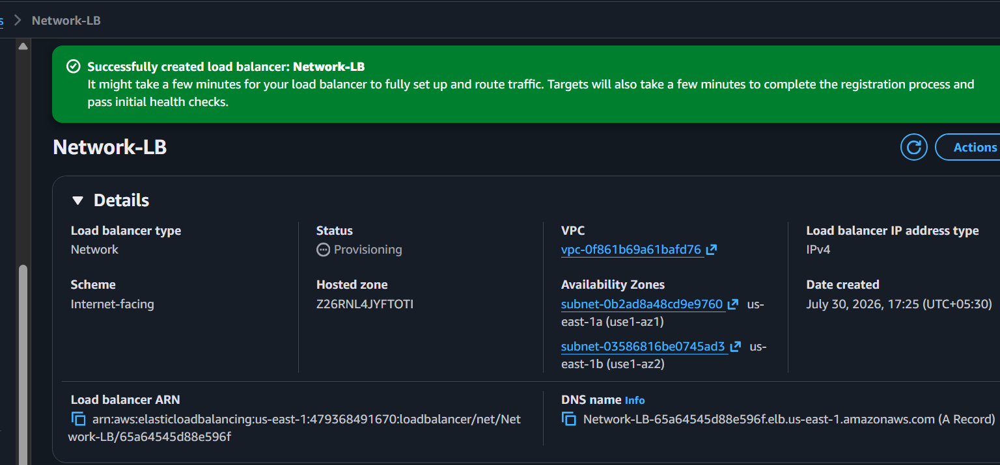 s > Network-LB
Successfully created load balancer: Network-LB
It might take a few minutes for your load balancer to fully set up and route traffic. Targets will also take a few minutes to complete the registration process and
pass initial health checks.
Network-LB
Actions
Details
Load balancer type
Network
Status
Provisioning
VPC
vpc-0f861b69a61bafd76
Load balancer IP address type
IPv4
Scheme
Internet-facing
Hosted zone
Z26RNL4JYFTOTI
Availability Zones
subnet-0b2ad8a48cd9e9760 us-
east-1a (use1-az1)
subnet-03586816be0745ad3 us-
east-1b (use1-az2)
Date created
July 30, 2026, 17:25 (UTC+05:30)
Load balancer ARN
arn:aws:elasticloadbalancing:us-east-1:479368491670:loadbalancer/net/Net
work-LB/65a64545d88e596f
DNS name Info
Network-LB-65a64545d88e596f.elb.us-east-1.amazonaws.com (A Record)